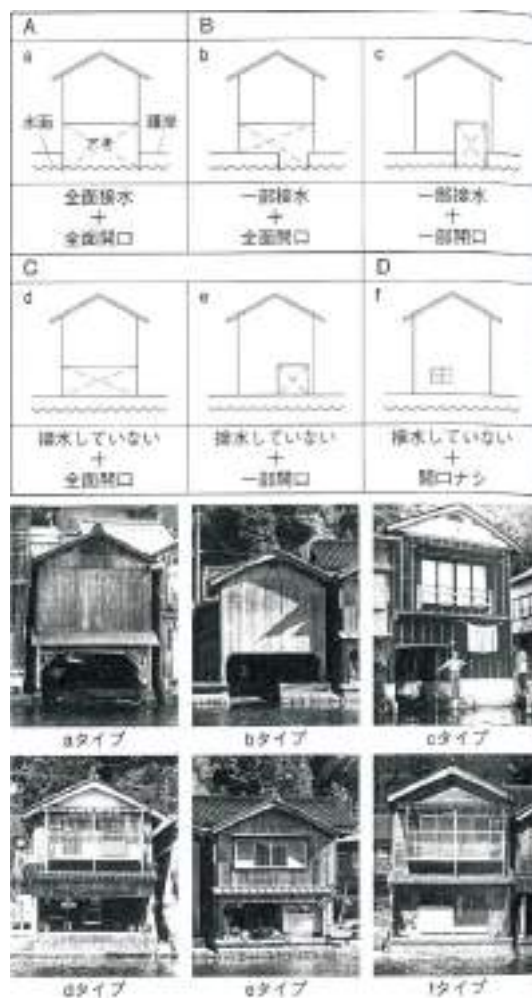 A
B
a
b
c
水面
アキ
護岸
全面接水
+
全面開口
一部接水
+
全面開口
一部接水
+
一部開口
C
D
d
e
f
接水していない
+
全面開口
接水していない
+
一部開口
接水していない
+
開口ナシ
aタイプ
bタイプ
cタイプ
dタイプ
eタイプ
fタイプ